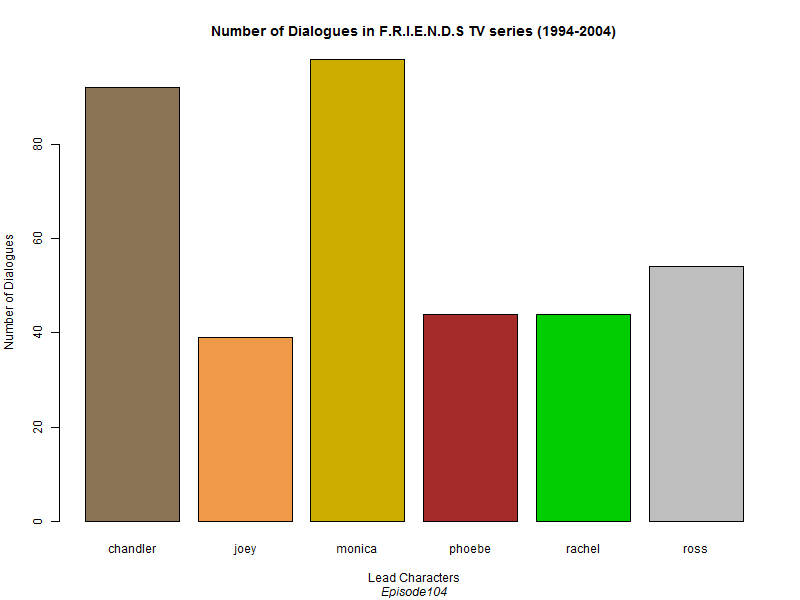 Number of Dialogues in F.R.I.E.N.D.S TV series (1994-2004)
Number of Dialogues
80
60
40
20
0
chandler joey monica phoebe rachel ross
Lead Characters
Episode104